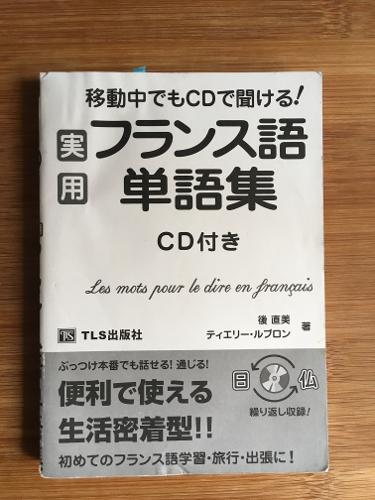 移動中でもCDで聞ける!
実用
フランス語
単語集
CD付き
Les mots pour le dire en français
後 直美
ティエリー・ルブロン 著
TLS TLS出版社
ぶっつけ本番でも話せる! 通じる!
便利で使える
生活密着型!!
初めてのフランス語学習・旅行・出張に!
日 仏
繰り返し収録!